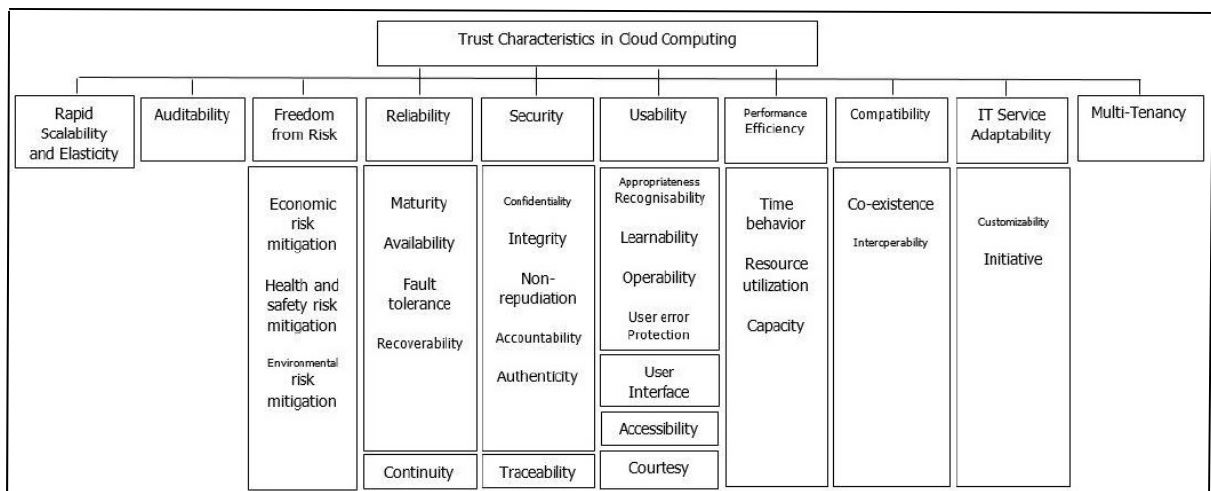 Trust Characteristics in Cloud Computing
Rapid
Scalability
and Elasticity
Auditability
Freedom
from Risk
Reliability
Security
Usability
Performance
Efficiency
Compatibility
IT Service
Adaptability
Multi-Tenancy
Economic
risk
mitigation
Health and
safety risk
mitigation
Environmental
risk
mitigation
Maturity
Availability
Fault
tolerance
Recoverability
Continuity
Confidentiality
Integrity
Non-
repudiation
Accountability
Authenticity
Traceability
Appropriateness
Recognisability
Learnability
Operability
User error
Protection
User
Interface
Accessibility
Courtesy
Time
behavior
Resource
utilization
Capacity
Co-existence
Interoperability
Customizability
Initiative